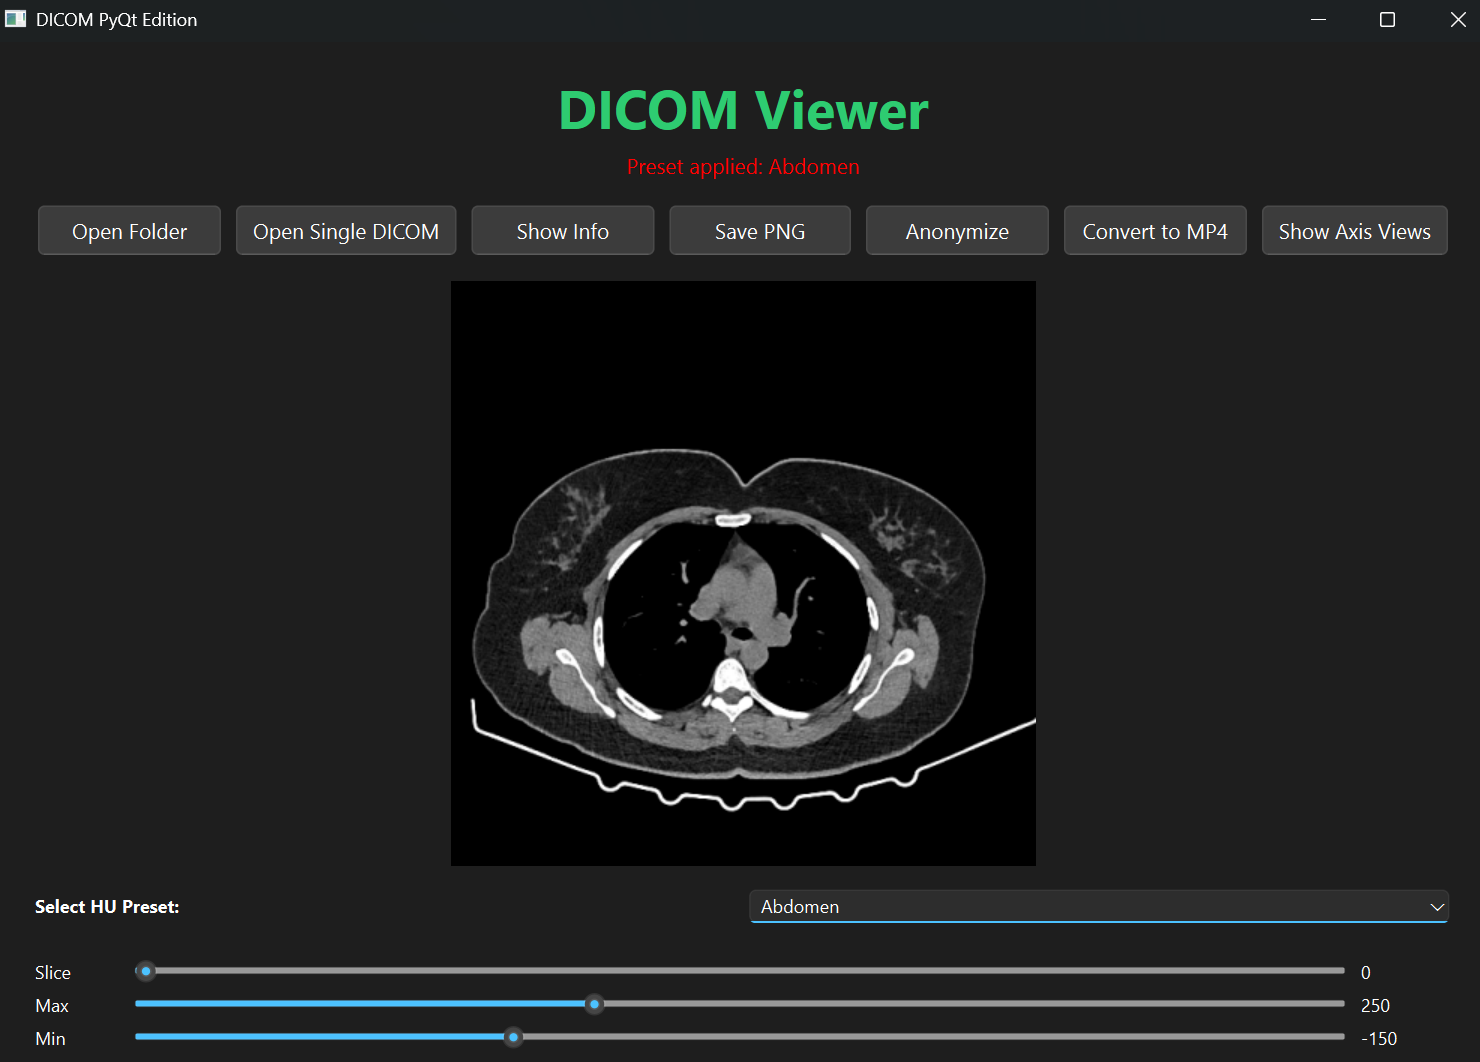 DICOM PyQt Edition
DICOM Viewer
Preset applied: Abdomen
Open Folder
Open Single DICOM
Show Info
Save PNG
Anonymize
Convert to MP4
Show Axis Views
Select HU Preset:
Abdomen
Slice 0
Max 250
Min -150